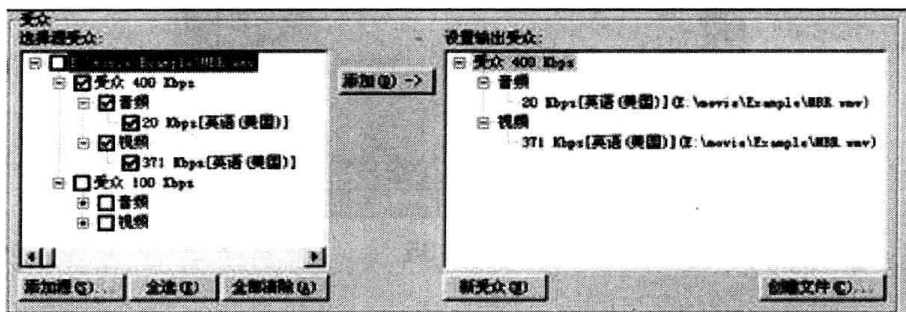 受众
选择源受众:
E:\movie\Example\MBR.wmv
受众 400 Kbps
音频
20 Kbps[英语(美国)]
视频
371 Kbps[英语(美国)]
受众 100 Kbps
音频
视频
添加源(S)...
全选(E)
全部清除(A)
添加(D) ->
设置输出受众:
受众 400 Kbps
音频
20 Kbps[英语(美国)](E:\movie\Example\MBR.wmv)
视频
371 Kbps[英语(美国)](E:\movie\Example\MBR.wmv)
新受众(W)
创建文件(C)...